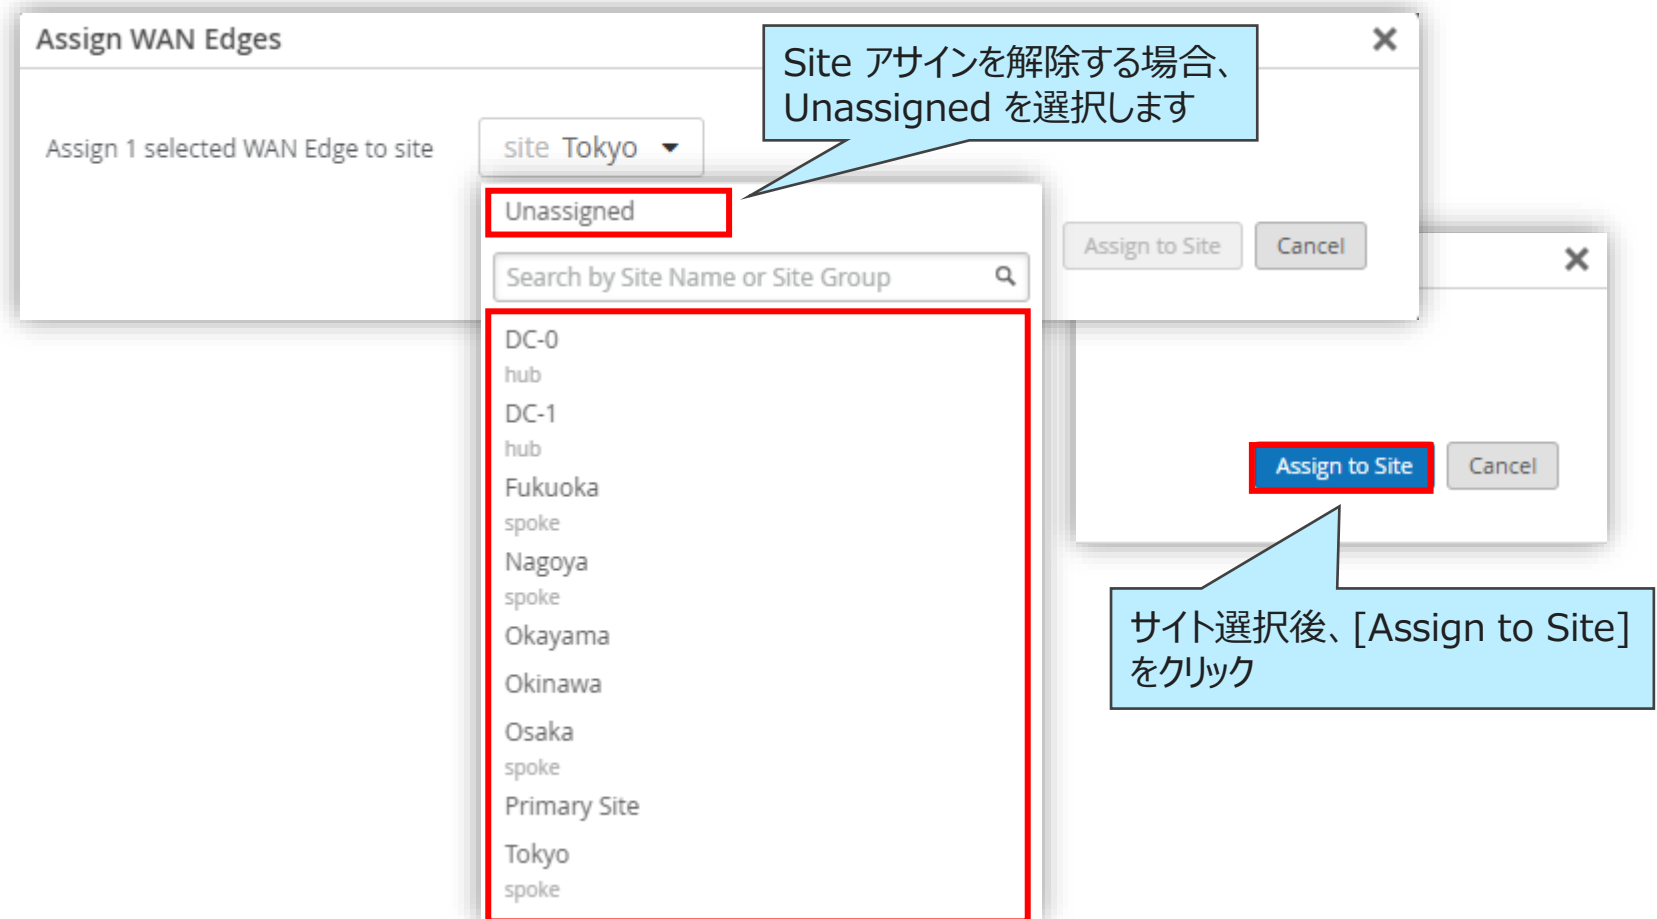 Assign WAN Edges
Site アサインを解除する場合、
Unassigned を選択します
Assign 1 selected WAN Edge to site
site Tokyo
Unassigned
Search by Site Name or Site Group
Assign to Site
Cancel
DC-0
hub
DC-1
hub
Fukuoka
spoke
Nagoya
spoke
Okayama
Okinawa
Osaka
spoke
Primary Site
Tokyo
spoke
Assign to Site
Cancel
サイト選択後、[Assign to Site]
をクリック